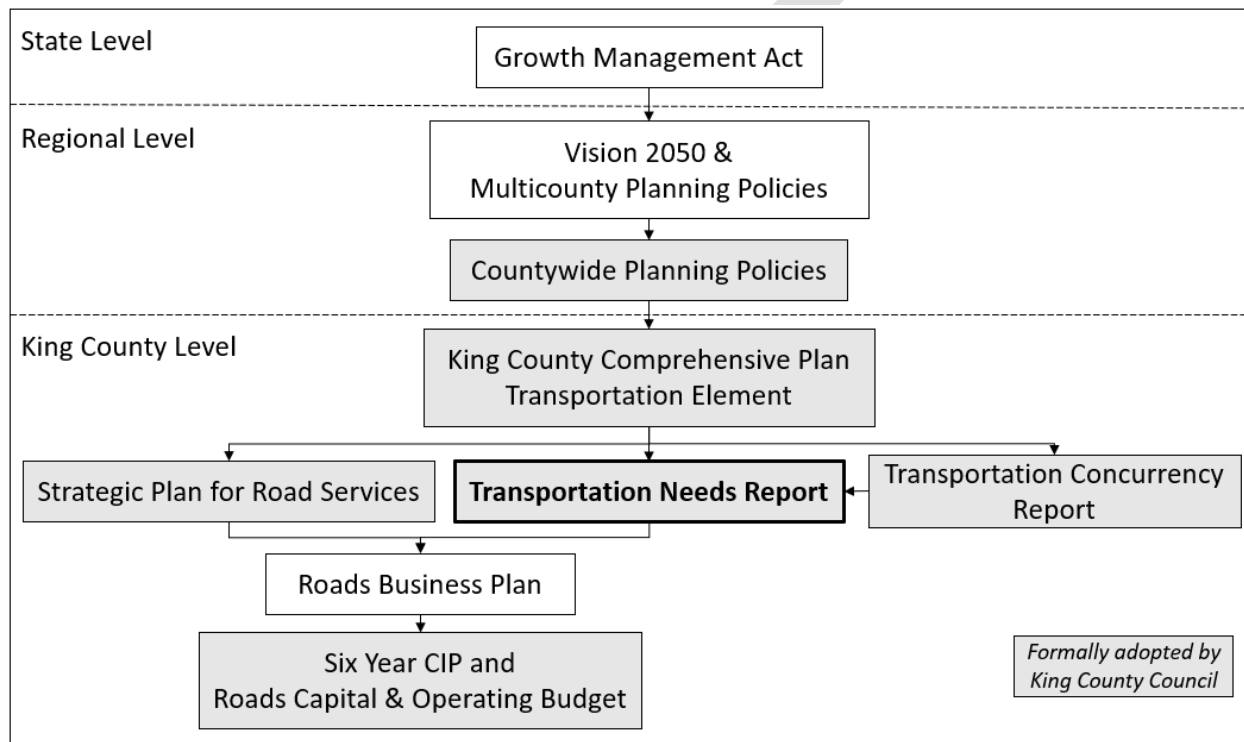 State Level
Growth Management Act
Regional Level
Vision 2050 &
Multicounty Planning Policies
Countywide Planning Policies
King County Level
King County Comprehensive Plan
Transportation Element
Strategic Plan for Road Services
Transportation Needs Report
Transportation Concurrency
Report
Roads Business Plan
Six Year CIP and
Roads Capital & Operating Budget
Formally adopted by
King County Council